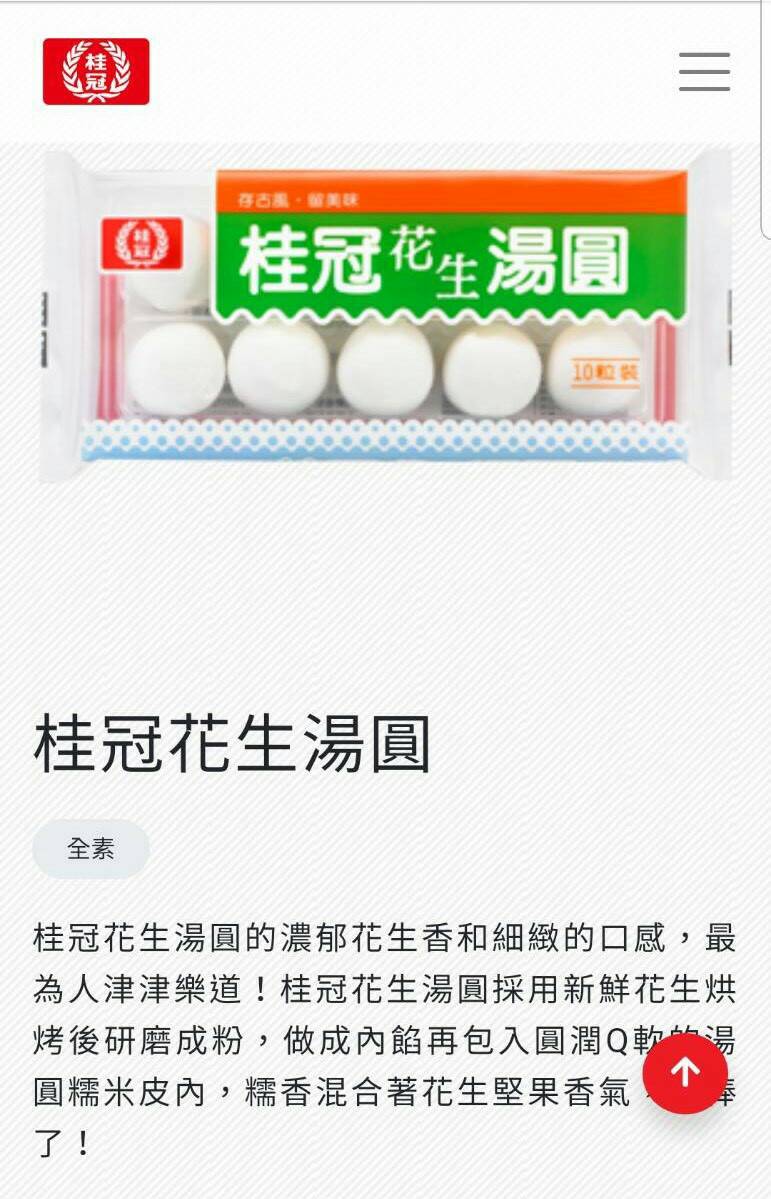 桂冠
存古風・留美味
桂冠
桂冠花生湯圓
10粒裝
桂冠花生湯圓
全素
桂冠花生湯圓的濃郁花生香和細緻的口感，最
為人津津樂道！桂冠花生湯圓採用新鮮花生烘
烤後研磨成粉，做成內餡再包入圓潤Q軟的湯
圓糯米皮內，糯香混合著花生堅果香氣
了！